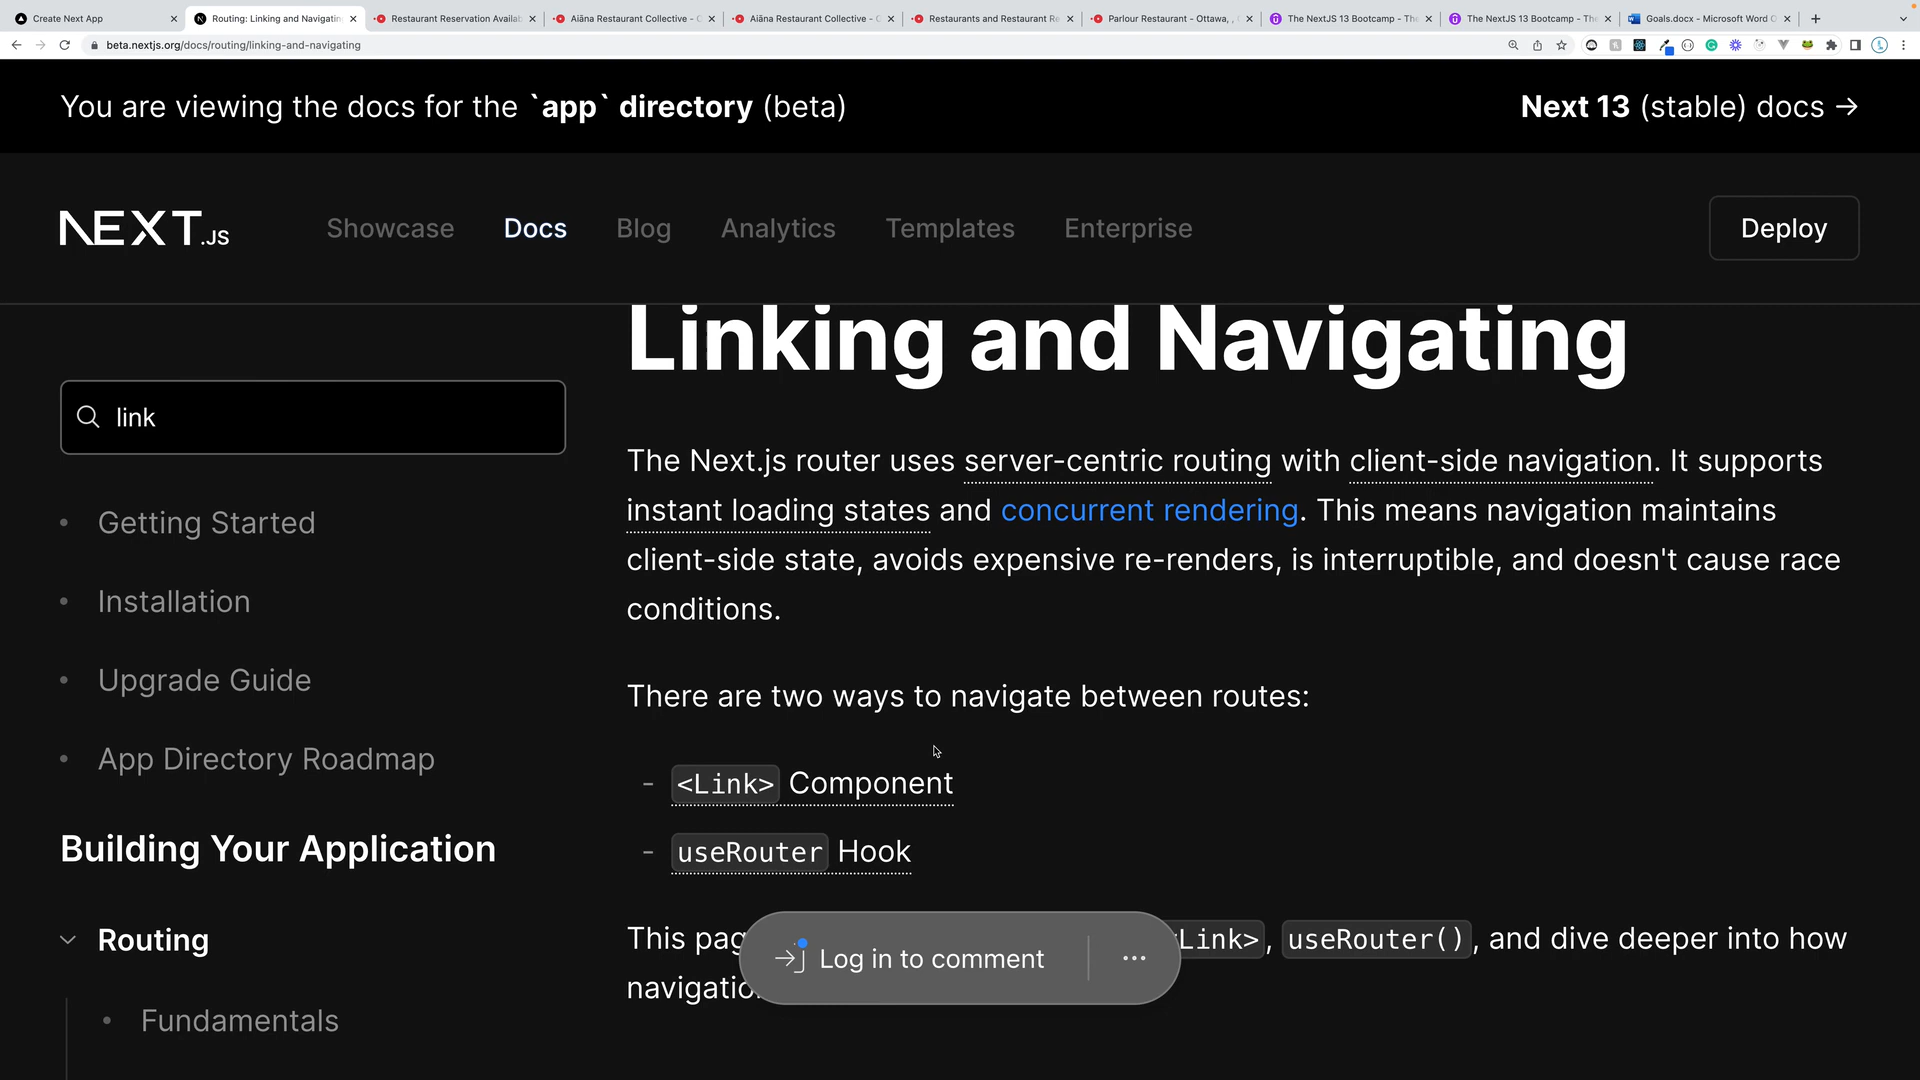 Create Next App
Routing: Linking and Navigatin
Restaurant Reservation Availab
Aiāna Restaurant Collective - O
Aiāna Restaurant Collective - O
Restaurants and Restaurant Re
Parlour Restaurant - Ottawa, ,
The NextJS 13 Bootcamp - The
The NextJS 13 Bootcamp - The
Goals.docx - Microsoft Word O
beta.nextjs.org/docs/routing/linking-and-navigating
You are viewing the docs for the `app` directory (beta)
Next 13 (stable) docs →
NEXT.JS
Showcase
Docs
Blog
Analytics
Templates
Enterprise
Deploy
link
Getting Started
Installation
Upgrade Guide
App Directory Roadmap
Building Your Application
Routing
Fundamentals
Linking and Navigating
The Next.js router uses server-centric routing with client-side navigation. It supports
instant loading states and concurrent rendering. This means navigation maintains
client-side state, avoids expensive re-renders, is interruptible, and doesn't cause race
conditions.
There are two ways to navigate between routes:
- <Link> Component
- useRouter Hook
This pag Link>, useRouter(), and dive deeper into how
navigatio
Log in to comment